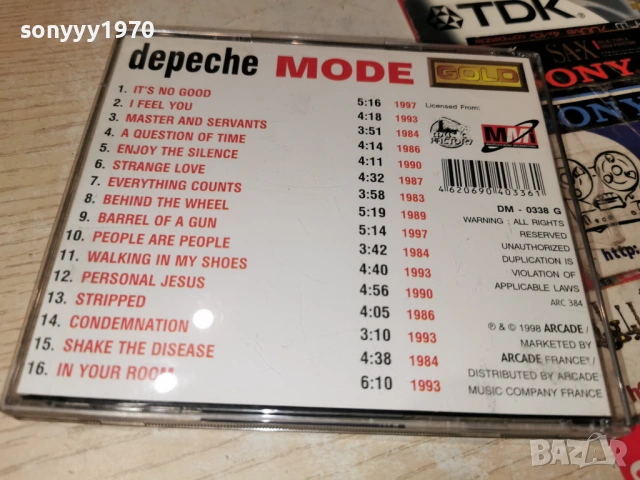 sonyyy1970
depeche MODE GOLD
1. IT'S NO GOOD 5:16 1997
2. I FEEL YOU 4:18 1993
3. MASTER AND SERVANTS 3:51 1984
4. A QUESTION OF TIME 4:14 1986
5. ENJOY THE SILENCE 4:11 1990
6. STRANGE LOVE 4:32 1987
7. EVERYTHING COUNTS 3:58 1983
8. BEHIND THE WHEEL 5:19 1989
9. BARREL OF A GUN 5:14 1997
10. PEOPLE ARE PEOPLE 3:42 1984
11. WALKING IN MY SHOES 4:40 1993
12. PERSONAL JESUS 4:56 1990
13. STRIPPED 4:05 1986
14. CONDEMNATION 3:10 1993
15. SHAKE THE DISEASE 4:38 1984
16. IN YOUR ROOM 6:10 1993
Licensed From:
4620690403361
DM - 0338 G
WARNING : ALL RIGHTS
RESERVED
UNAUTHORIZED
DUPLICATION IS
VIOLATION OF
APPLICABLE LAWS
ARC 384
℗ & © 1998 ARCADE /
MARKETED BY
ARCADE FRANCE /
DISTRIBUTED BY ARCADE
MUSIC COMPANY FRANCE
TDK
SA-X
SONY
ONY
http:
BAZAR
bg